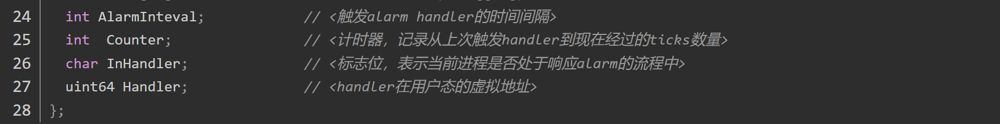 24 int AlarmInteval; // <触发alarm handler的时间间隔>
25 int Counter; // <计时器，记录从上次触发handler到现在经过的ticks数量>
26 char InHandler; // <标志位，表示当前进程是否处于响应alarm的流程中>
27 uint64 Handler; // <handler在用户态的虚拟地址>
28 };